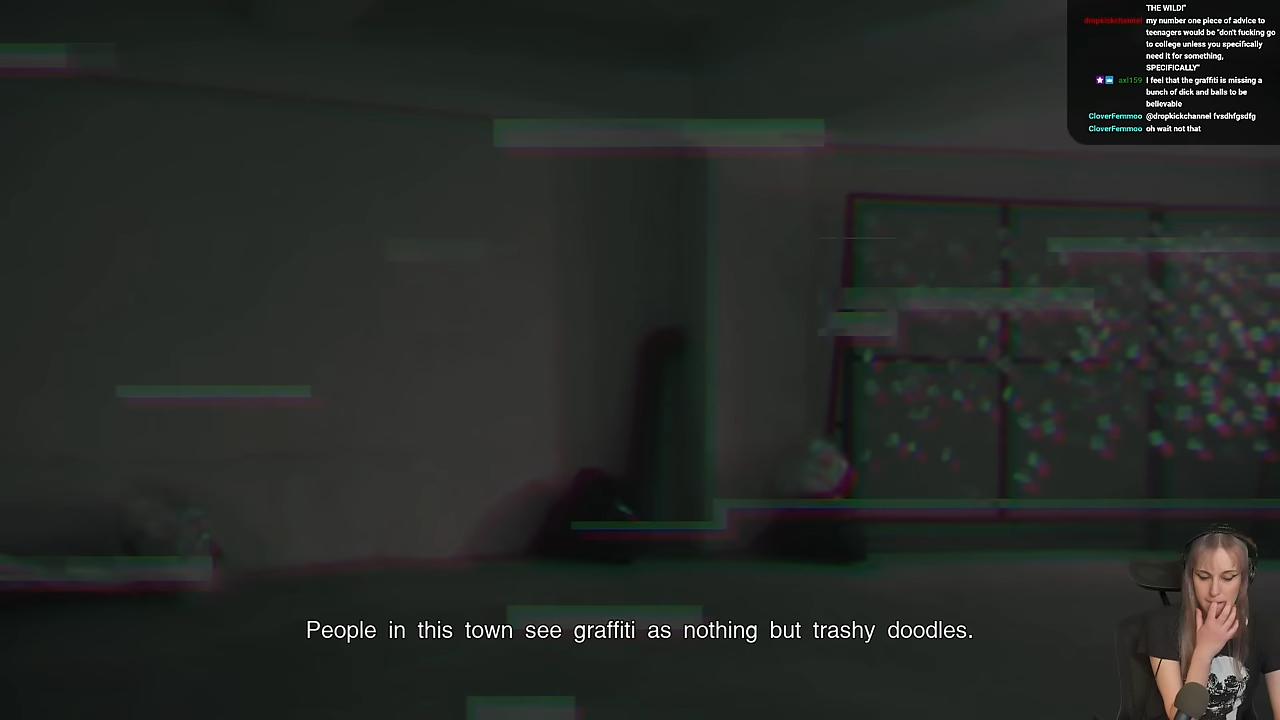 THE WILD!"
dropkickchannel my number one piece of advice to
teenagers would be "don't fucking go
to college unless you specifically
need it for something,
SPECIFICALLY"
axl159 I feel that the graffiti is missing a
bunch of dick and balls to be
believable
CloverFemmoo @dropkickchannel fvsdhfgsdfg
CloverFemmoo oh wait not that
People in this town see graffiti as nothing but trashy doodles.